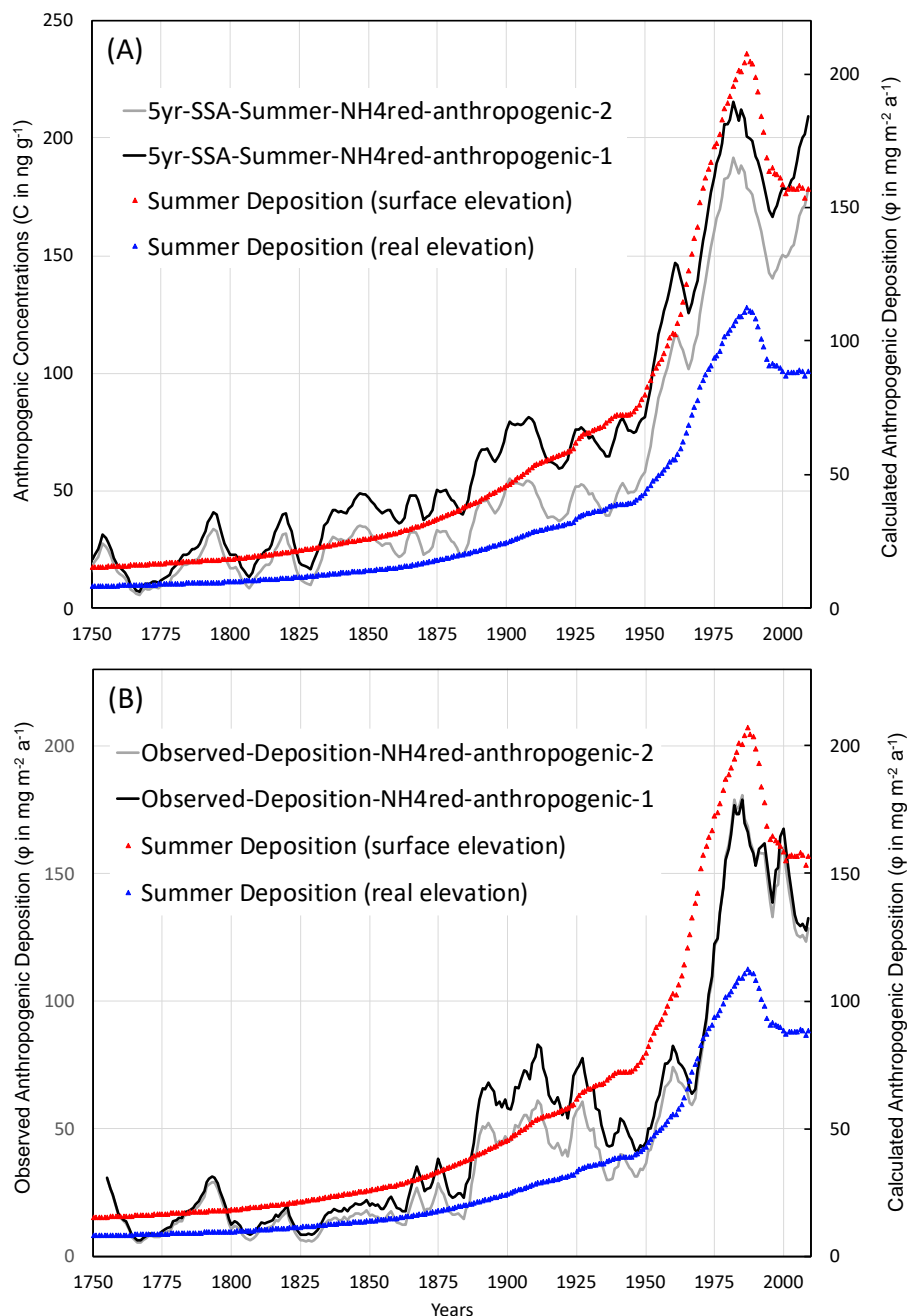 (A)
250
200
150
100
50
0
Anthropogenic Concentrations (C in ng g⁻¹)
5yr-SSA-Summer-NH4red-anthropogenic-2
5yr-SSA-Summer-NH4red-anthropogenic-1
Summer Deposition (surface elevation)
Summer Deposition (real elevation)
200
150
100
50
0
Calculated Anthropogenic Deposition (φ in mg m⁻² a⁻¹)
1750 1775 1800 1825 1850 1875 1900 1925 1950 1975 2000
(B)
200
150
100
50
0
Observed Anthropogenic Deposition (φ in mg m⁻² a⁻¹)
Observed-Deposition-NH4red-anthropogenic-2
Observed-Deposition-NH4red-anthropogenic-1
Summer Deposition (surface elevation)
Summer Deposition (real elevation)
200
150
100
50
0
Calculated Anthropogenic Deposition (φ in mg m⁻² a⁻¹)
1750 1775 1800 1825 1850 1875 1900 1925 1950 1975 2000
Years